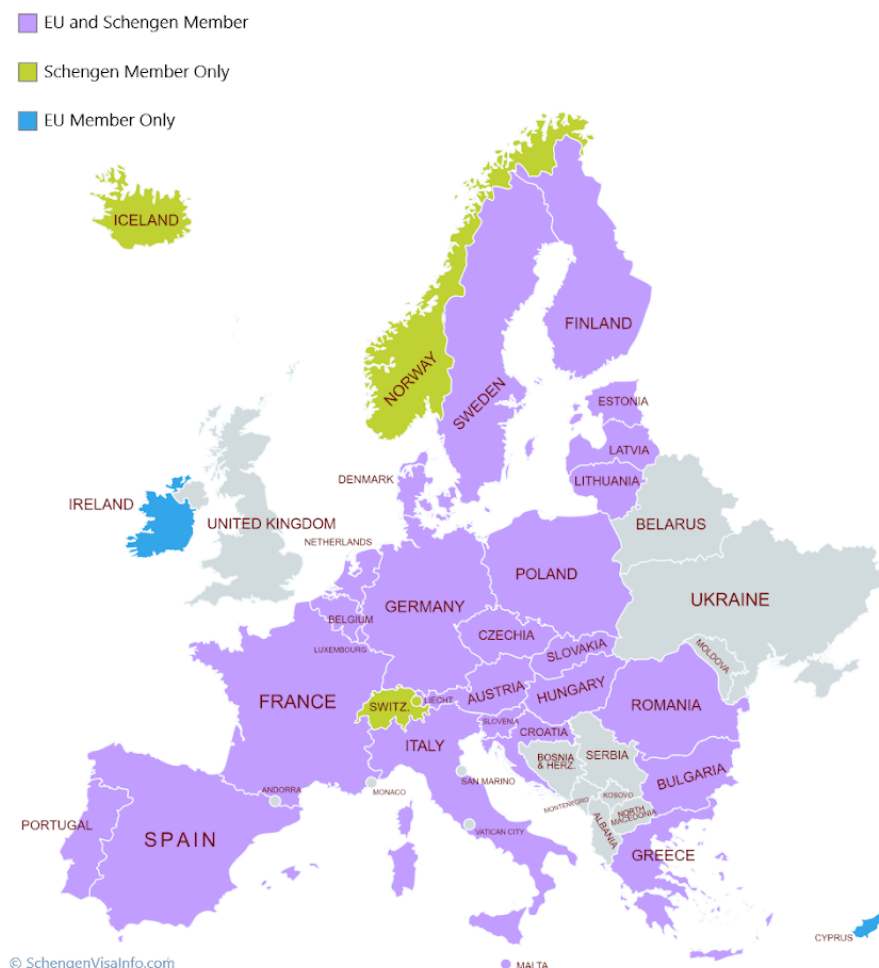 EU and Schengen Member
Schengen Member Only
EU Member Only
ICELAND
FINLAND
NORWAY
SWEDEN
ESTONIA
LATVIA
DENMARK
LITHUANIA
IRELAND
UNITED KINGDOM
BELARUS
NETHERLANDS
POLAND
UKRAINE
GERMANY
BELGIUM
CZECHIA
LUXEMBOURG
SLOVAKIA
MOLDOVA
AUSTRIA
HUNGARY
FRANCE
SWITZ.
LIECHT
ROMANIA
SLOVENIA
CROATIA
ITALY
BOSNIA
& HERZ.
SERBIA
BULGARIA
SAN MARINO
ANDORRA
MONACO
KOSOVO
MONTENEGRO
NORTH
MACEDONIA
ALBANIA
PORTUGAL
SPAIN
VATICAN CITY
GREECE
CYPRUS
MALTA
© SchengenVisaInfo.com